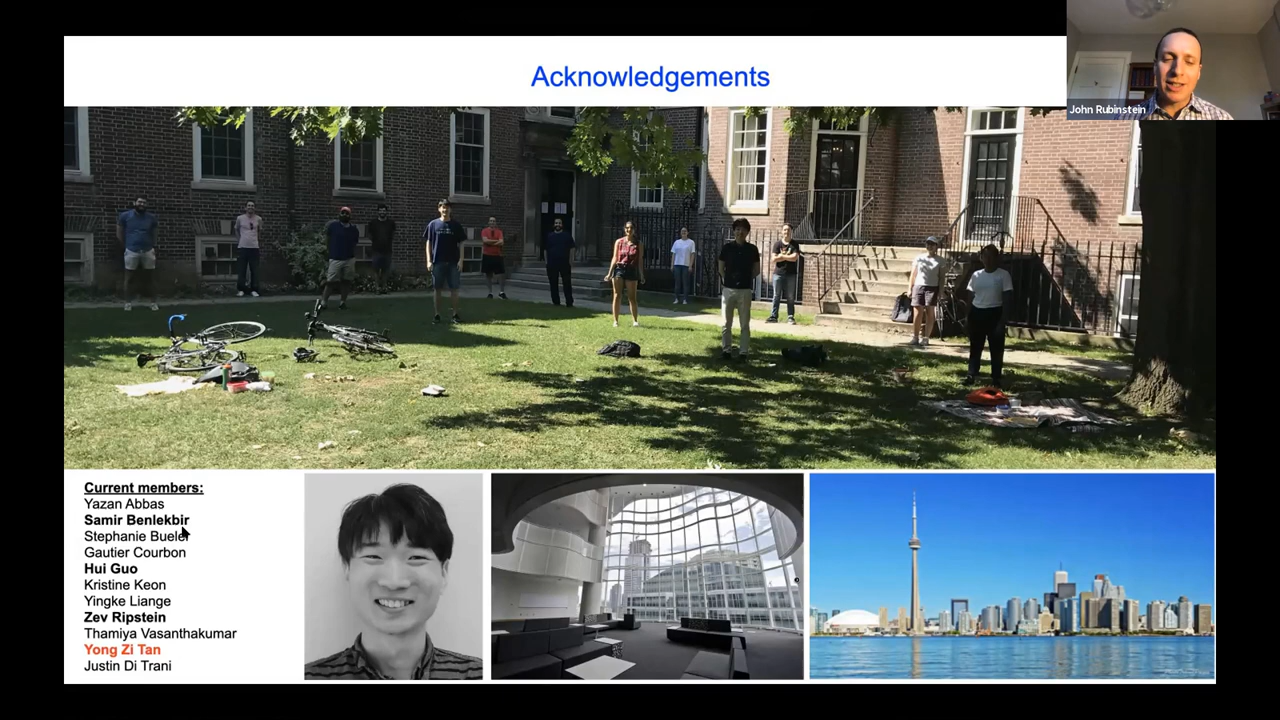 Acknowledgements
John Rubinstein
Current members:
Yazan Abbas
Samir Benlekbir
Stephanie Bueler
Gautier Courbon
Hui Guo
Kristine Keon
Yingke Liange
Zev Ripstein
Thamiya Vasanthakumar
Yong Zi Tan
Justin Di Trani